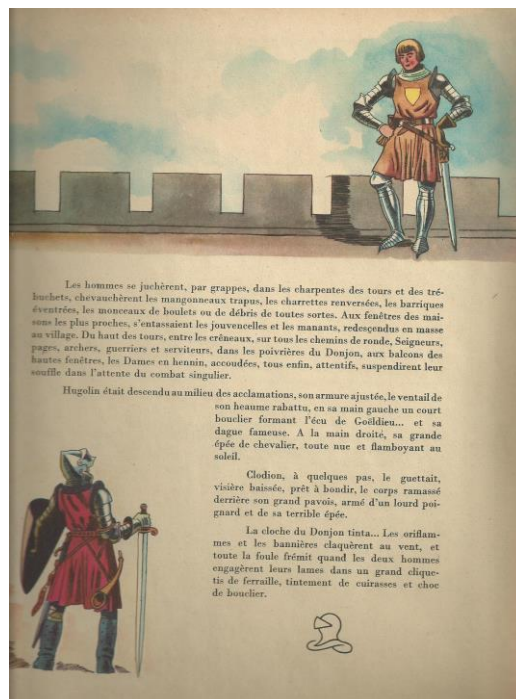 Les hommes se juchèrent, par grappes, dans les charpentes des tours et des tré-
buchets, chevauchèrent les mangonneaux trapus, les charrettes renversées, les barriques
éventrées, les monceaux de boulets ou de débris de toutes sortes. Aux fenêtres des mai-
sons les plus proches, s'entassaient les jouvencelles et les manants, redescendus en masse
au village. Du haut des tours, entre les crêneaux, sur tous les chemins de ronde, Seigneurs,
pages, archers, guerriers et serviteurs, dans les poivrières du Donjon, aux balcons des
hautes fenêtres, les Dames en hennin, accoudées, tous enfin, attentifs, suspendirent leur
souffle dans l'attente du combat singulier.
Hugolin était descendu au milieu des acclamations, son armure ajustée, le ventail de
son heaume rabattu, en sa main gauche un court
bouclier formant l'écu de Goëldieu... et sa
dague fameuse. A la main droite, sa grande
épée de chevalier, toute nue et flamboyant au
soleil.
Clodion, à quelques pas, le guettait,
visière baissée, prêt à bondir, le corps ramassé
derrière son grand pavois, armé d'un lourd poi-
gnard et de sa terrible épée.
La cloche du Donjon tinta... Les oriflam-
mes et les bannières claquèrent au vent, et
toute la foule frémit quand les deux hommes
engagèrent leurs lames dans un grand clique-
tis de ferraille, tintement de cuirasses et choc
de bouclier.